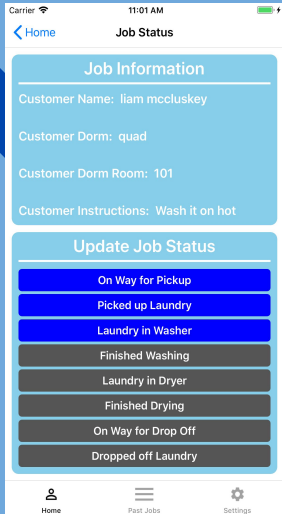 Carrier 11:01 AM
Home Job Status
Job Information
Customer Name: liam mccluskey
Customer Dorm: quad
Customer Dorm Room: 101
Customer Instructions: Wash it on hot
Update Job Status
On Way for Pickup
Picked up Laundry
Laundry in Washer
Finished Washing
Laundry in Dryer
Finished Drying
On Way for Drop Off
Dropped off Laundry
Home Past Jobs Settings